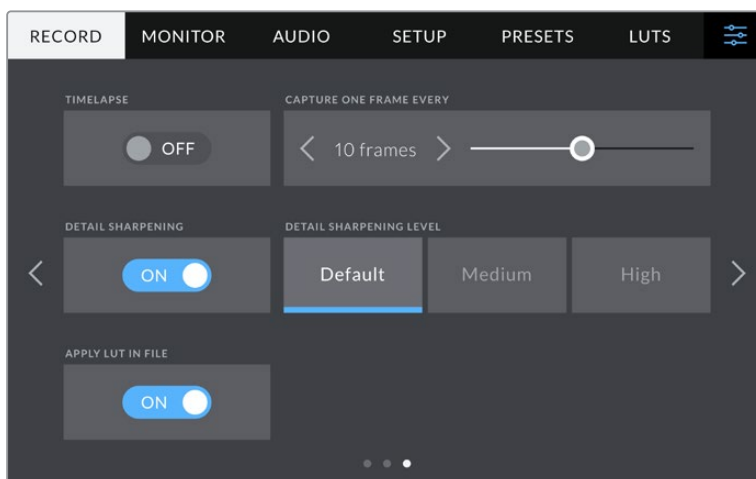 RECORD MONITOR AUDIO SETUP PRESETS LUTS
TIMELAPSE CAPTURE ONE FRAME EVERY
OFF 10 frames
DETAIL SHARPENING DETAIL SHARPENING LEVEL
ON Default Medium High
APPLY LUT IN FILE
ON